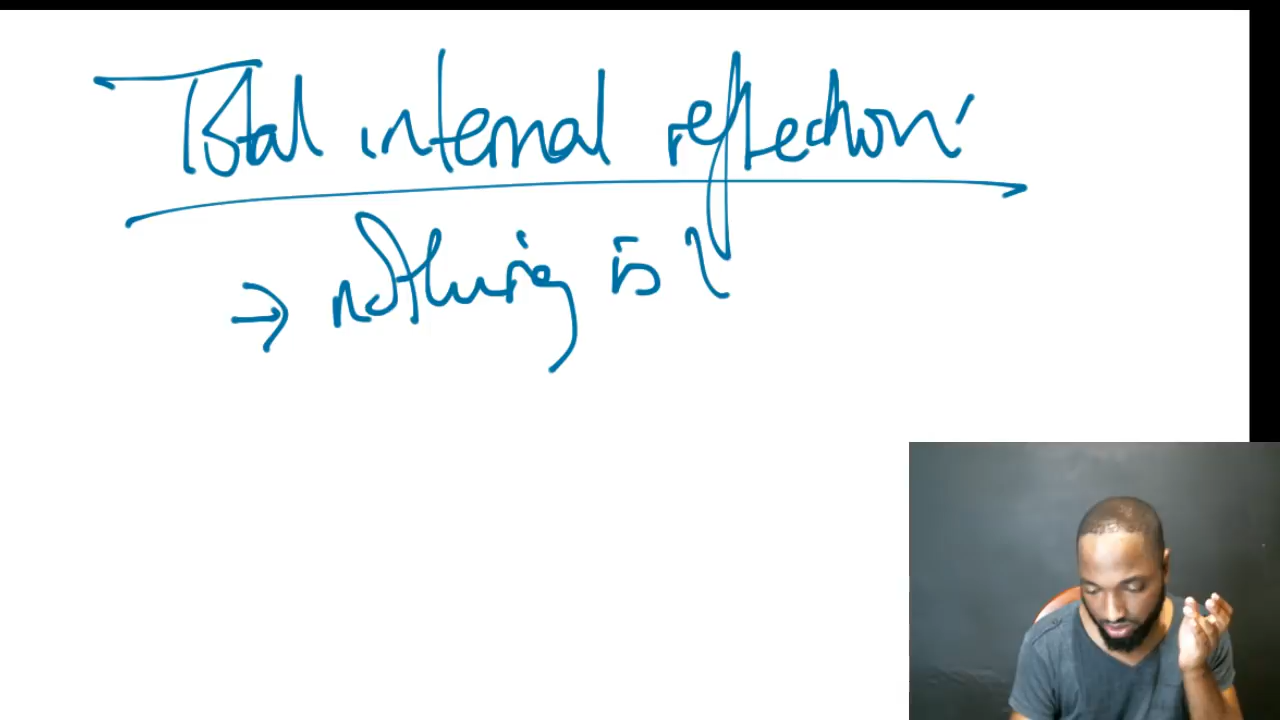 Total internal reflection:
→ nothing is